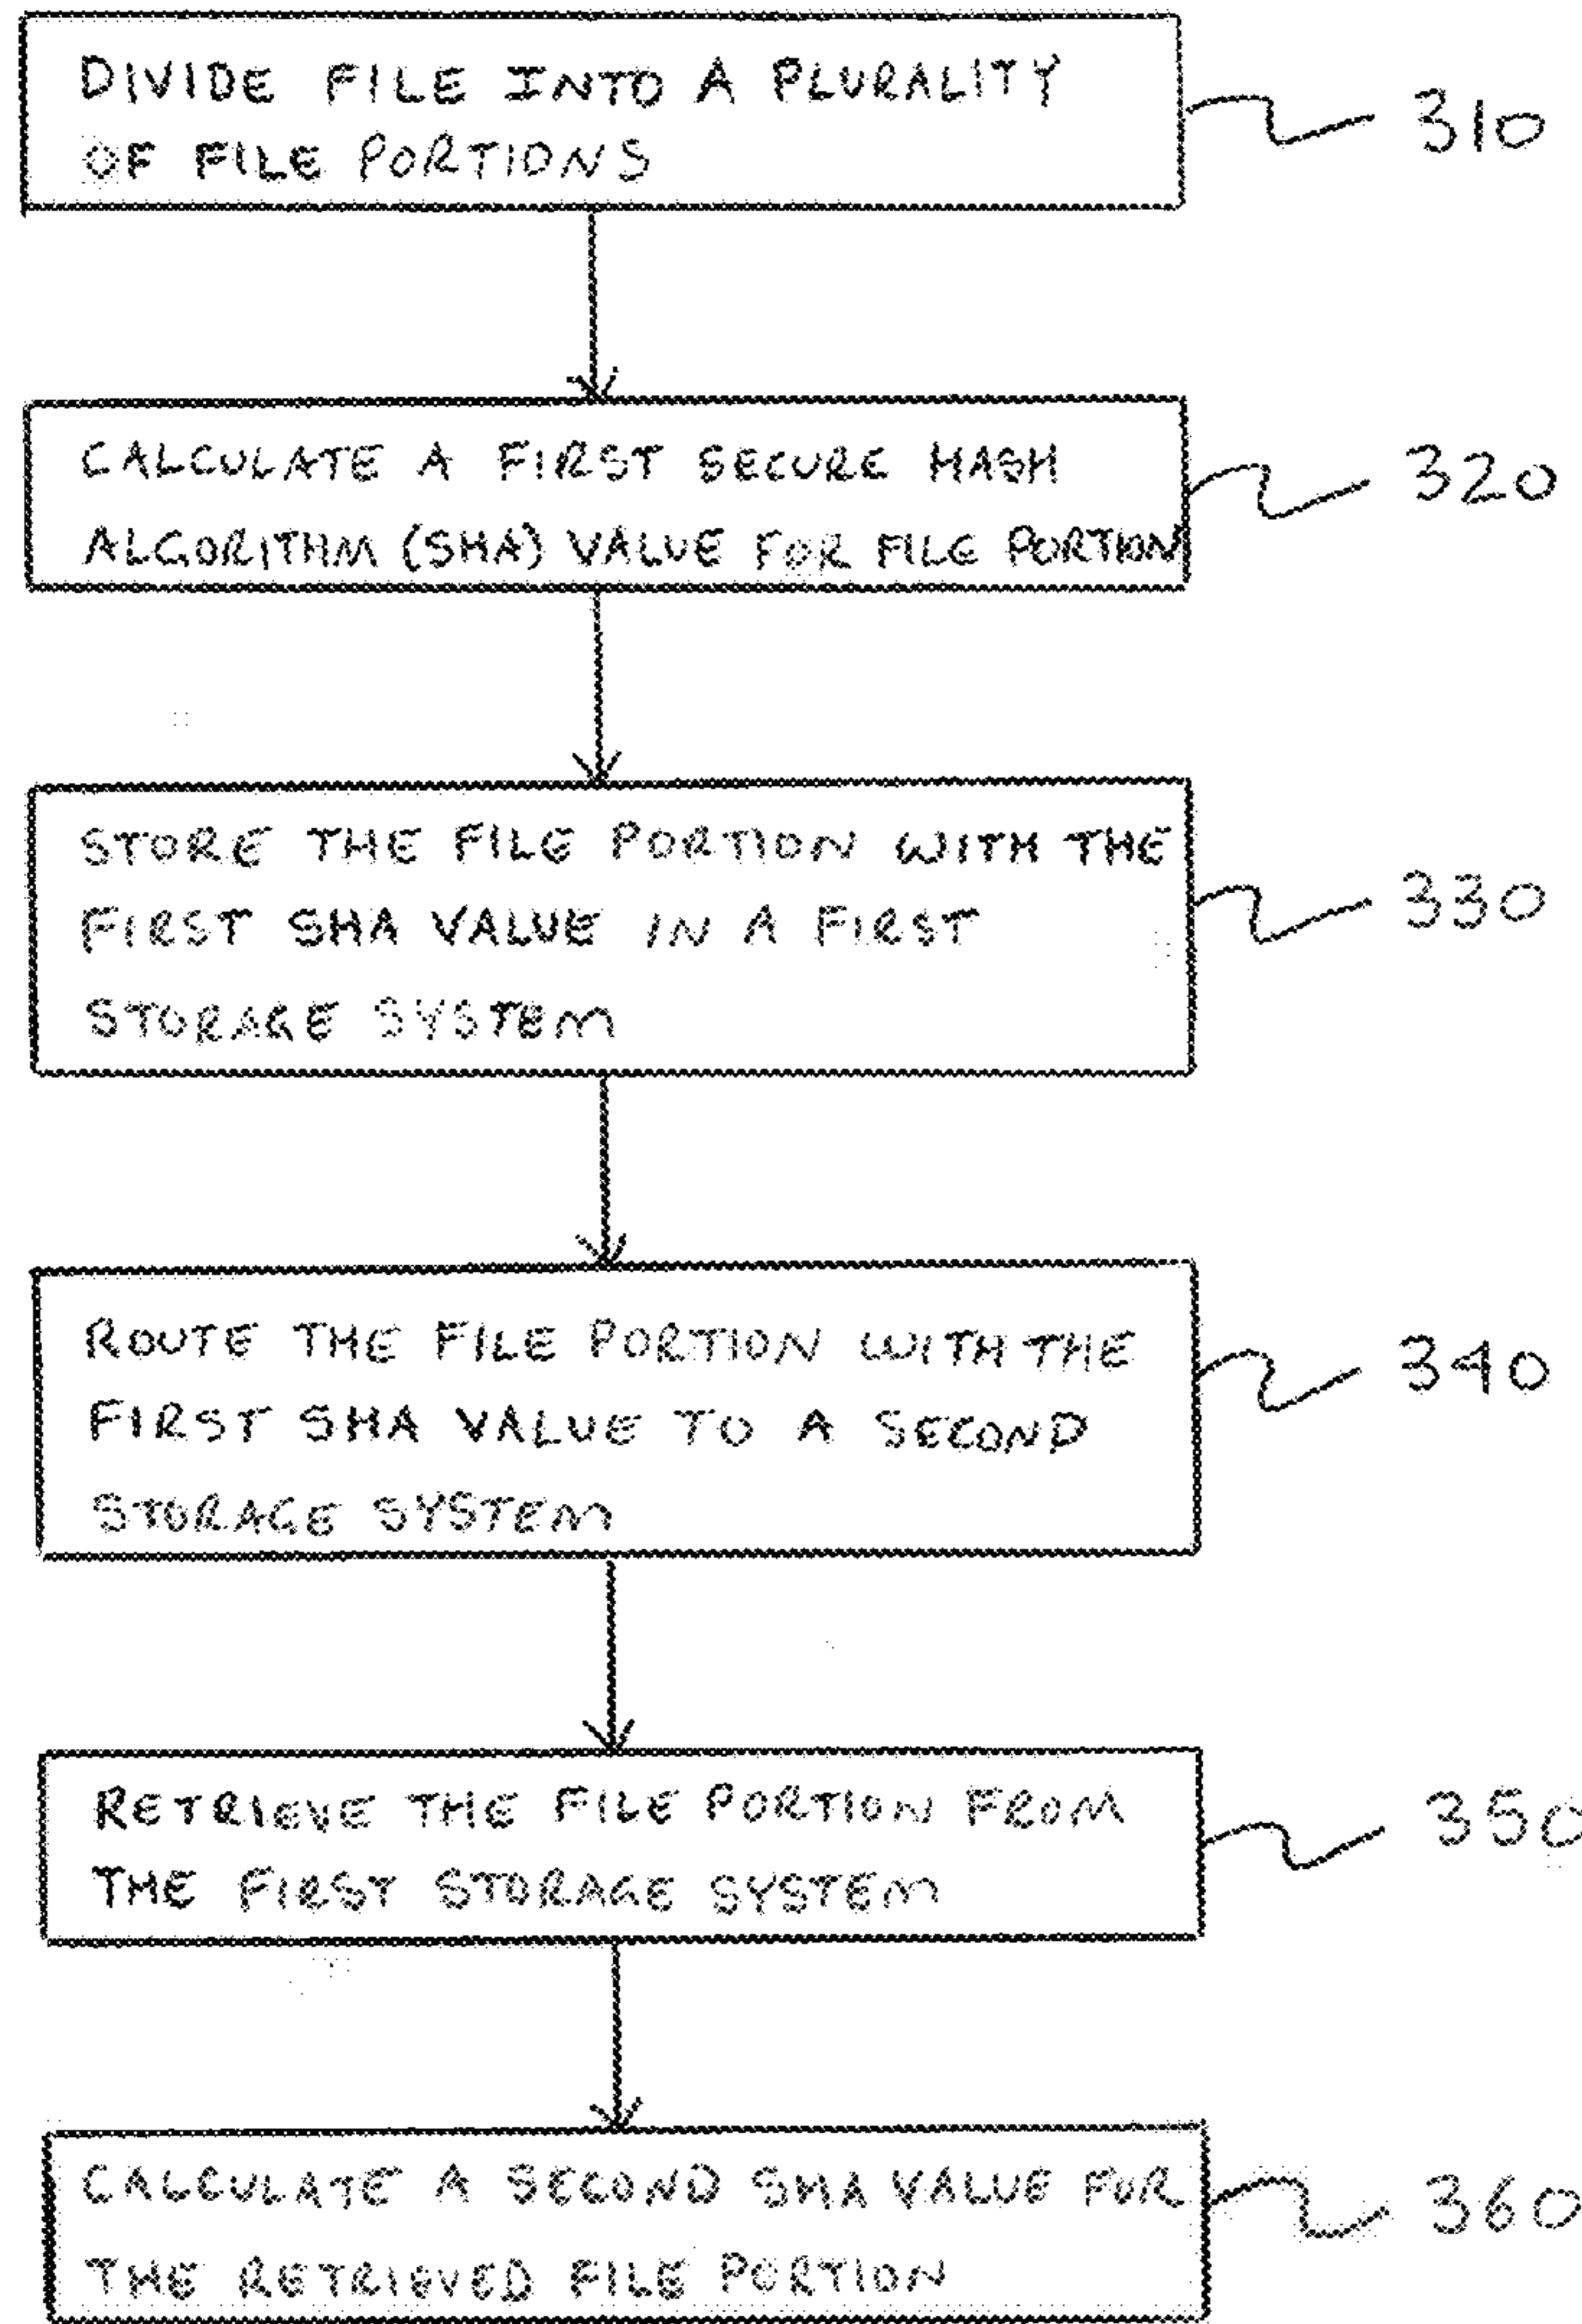 DIVIDE FILE INTO A PLURALITY
OF FILE PORTIONS
310
CALCULATE A FIRST SECURE HASH
ALGORITHM (SHA) VALUE FOR FILE PORTION
320
STORE THE FILE PORTION WITH THE
FIRST SHA VALUE IN A FIRST
STORAGE SYSTEM
330
ROUTE THE FILE PORTION WITH THE
FIRST SHA VALUE TO A SECOND
STORAGE SYSTEM
340
RETRIEVE THE FILE PORTION FROM
THE FIRST STORAGE SYSTEM
350
CALCULATE A SECOND SHA VALUE FOR
THE RETRIEVED FILE PORTION
360